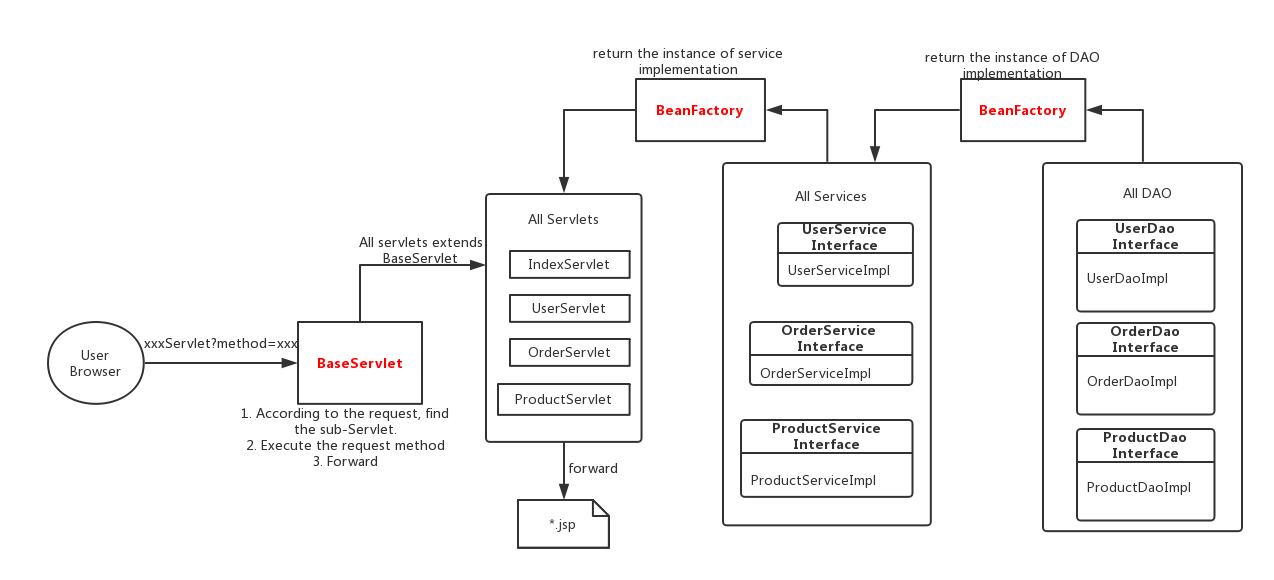 return the instance of service
implementation
return the instance of DAO
implementation
BeanFactory
BeanFactory
All Servlets
IndexServlet
UserServlet
OrderServlet
ProductServlet
All Services
UserService
Interface
UserServiceImpl
OrderService
Interface
OrderServiceImpl
ProductService
Interface
ProductServiceImpl
All DAO
UserDao
Interface
UserDaoImpl
OrderDao
Interface
OrderDaoImpl
ProductDao
Interface
ProductDaoImpl
All servlets extends
BaseServlet
User
Browser
xxxServlet?method=xxx
BaseServlet
1. According to the request, find
the sub-Servlet.
2. Execute the request method
3. Forward
forward
*.jsp